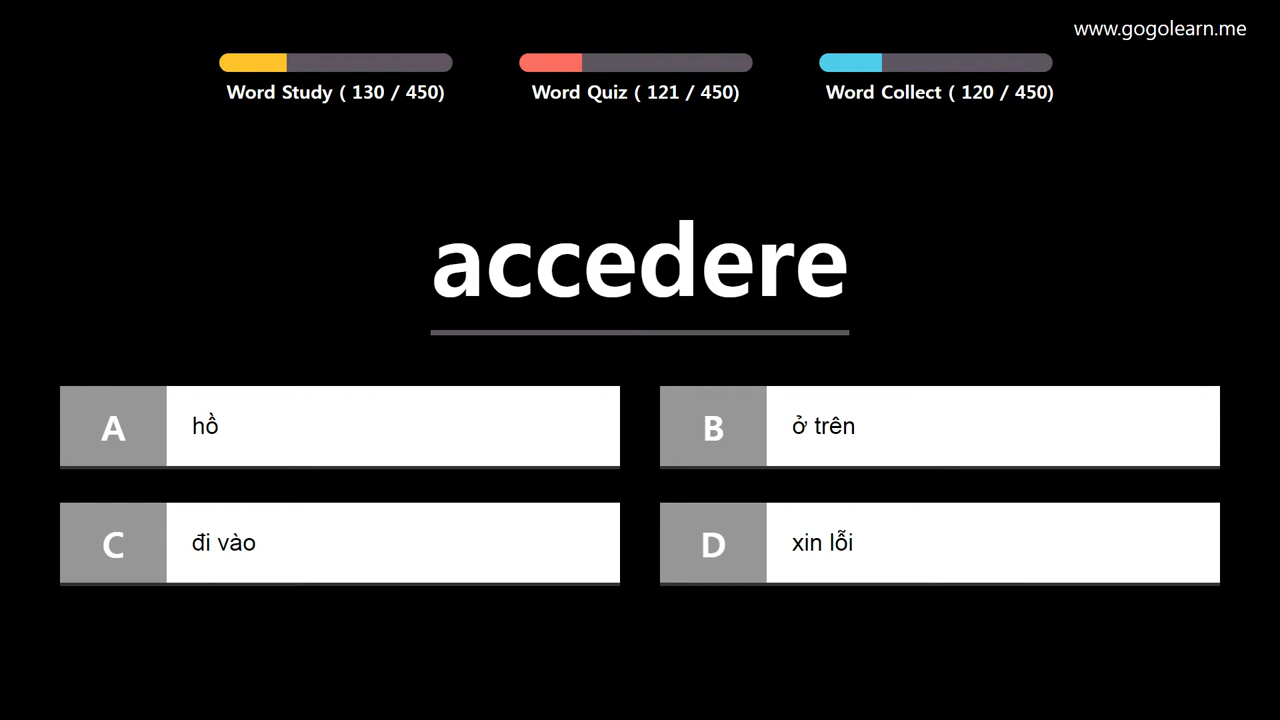 www.gogolearn.me
Word Study ( 130 / 450)
Word Quiz ( 121 / 450)
Word Collect ( 120 / 450)
accedere
A
hồ
B
ở trên
C
đi vào
D
xin lỗi